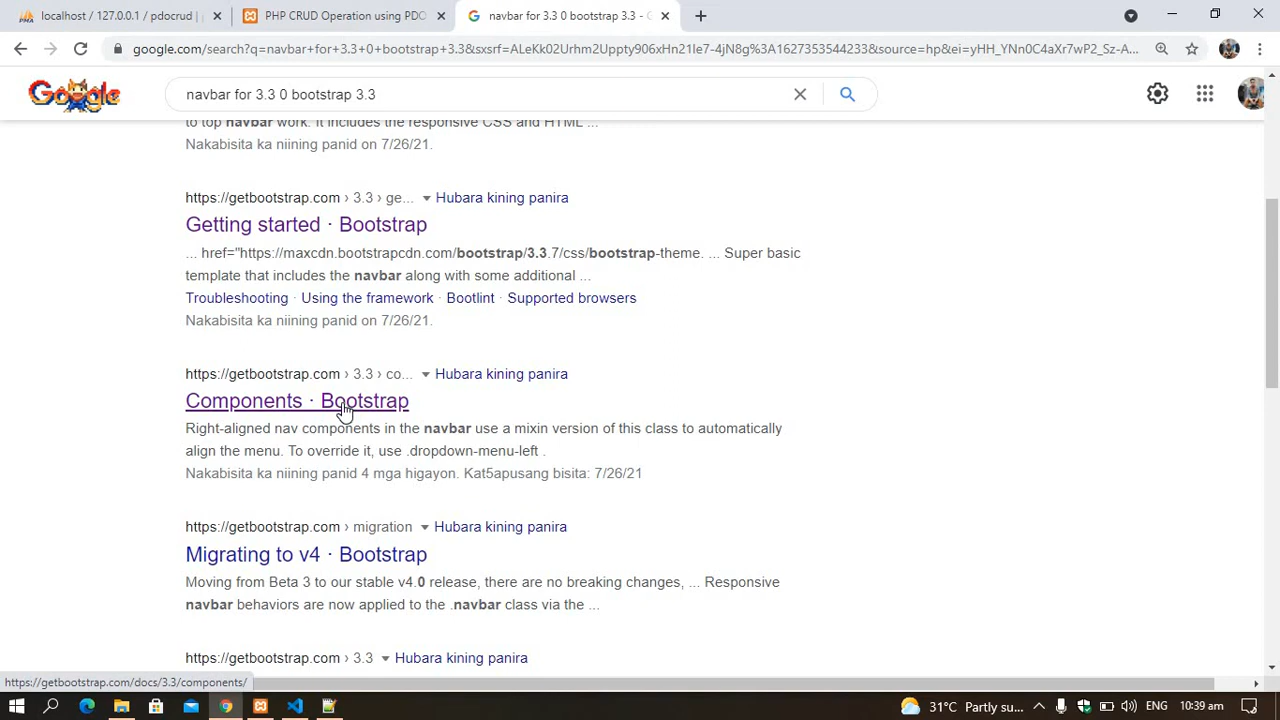 localhost / 127.0.0.1 / pdocrud |
PHP CRUD Operation using PDO
navbar for 3.3 0 bootstrap 3.3 - G
google.com/search?q=navbar+for+3.3+0+bootstrap+3.3&sxsrf=ALeKk02Urhm2Uppty906xHn21Ie7-4jN8g%3A1627353544233&source=hp&ei=yHH_YNn0C4aXr7wP2_Sz-A...
Google
navbar for 3.3 0 bootstrap 3.3
to top navbar work. It includes the responsive CSS and HTML ...
Nakabisita ka niining panid on 7/26/21.
https://getbootstrap.com › 3.3 › ge... Hubara kining panira
Getting started · Bootstrap
... href="https://maxcdn.bootstrapcdn.com/bootstrap/3.3.7/css/bootstrap-theme. ... Super basic
template that includes the navbar along with some additional ...
Troubleshooting · Using the framework · Bootlint · Supported browsers
Nakabisita ka niining panid on 7/26/21.
https://getbootstrap.com › 3.3 › co... Hubara kining panira
Components · Bootstrap
Right-aligned nav components in the navbar use a mixin version of this class to automatically
align the menu. To override it, use .dropdown-menu-left .
Nakabisita ka niining panid 4 mga higayon. Kat5apusang bisita: 7/26/21
https://getbootstrap.com › migration Hubara kining panira
Migrating to v4 · Bootstrap
Moving from Beta 3 to our stable v4.0 release, there are no breaking changes, ... Responsive
navbar behaviors are now applied to the .navbar class via the ...
https://getbootstrap.com › 3.3 Hubara kining panira
https://getbootstrap.com/docs/3.3/components/
31°C Partly su... ENG 10:39 am